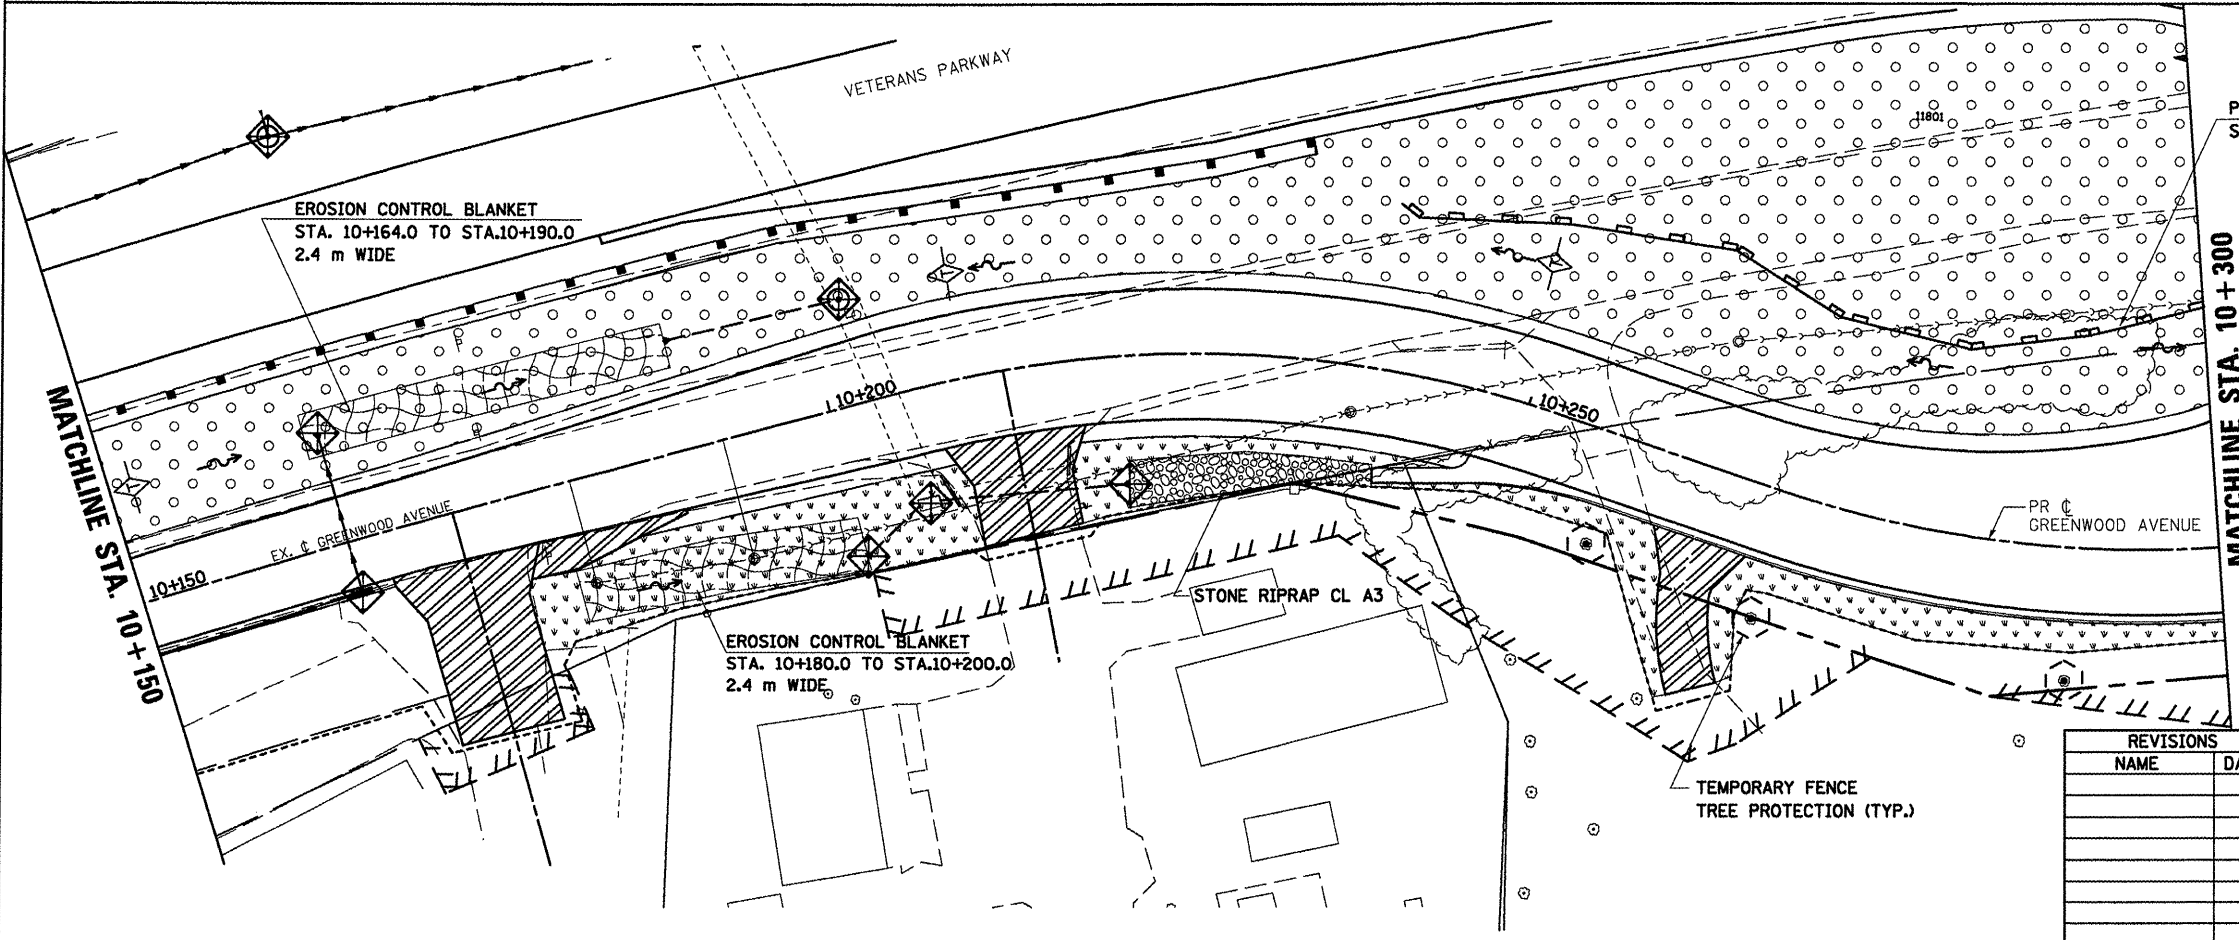 VETERANS PARKWAY
11801
P
S
EROSION CONTROL BLANKET
STA. 10+164.0 TO STA.10+190.0
2.4 m WIDE
MATCHLINE STA. 10+150
MATCHLINE STA. 10+300
10+200
10+250
10+150
EX. ℄ GREENWOOD AVENUE
PR ℄
GREENWOOD AVENUE
STONE RIPRAP CL A3
EROSION CONTROL BLANKET
STA. 10+180.0 TO STA.10+200.0
2.4 m WIDE
TEMPORARY FENCE
TREE PROTECTION (TYP.)
REVISIONS
NAME
DA
T
T
R